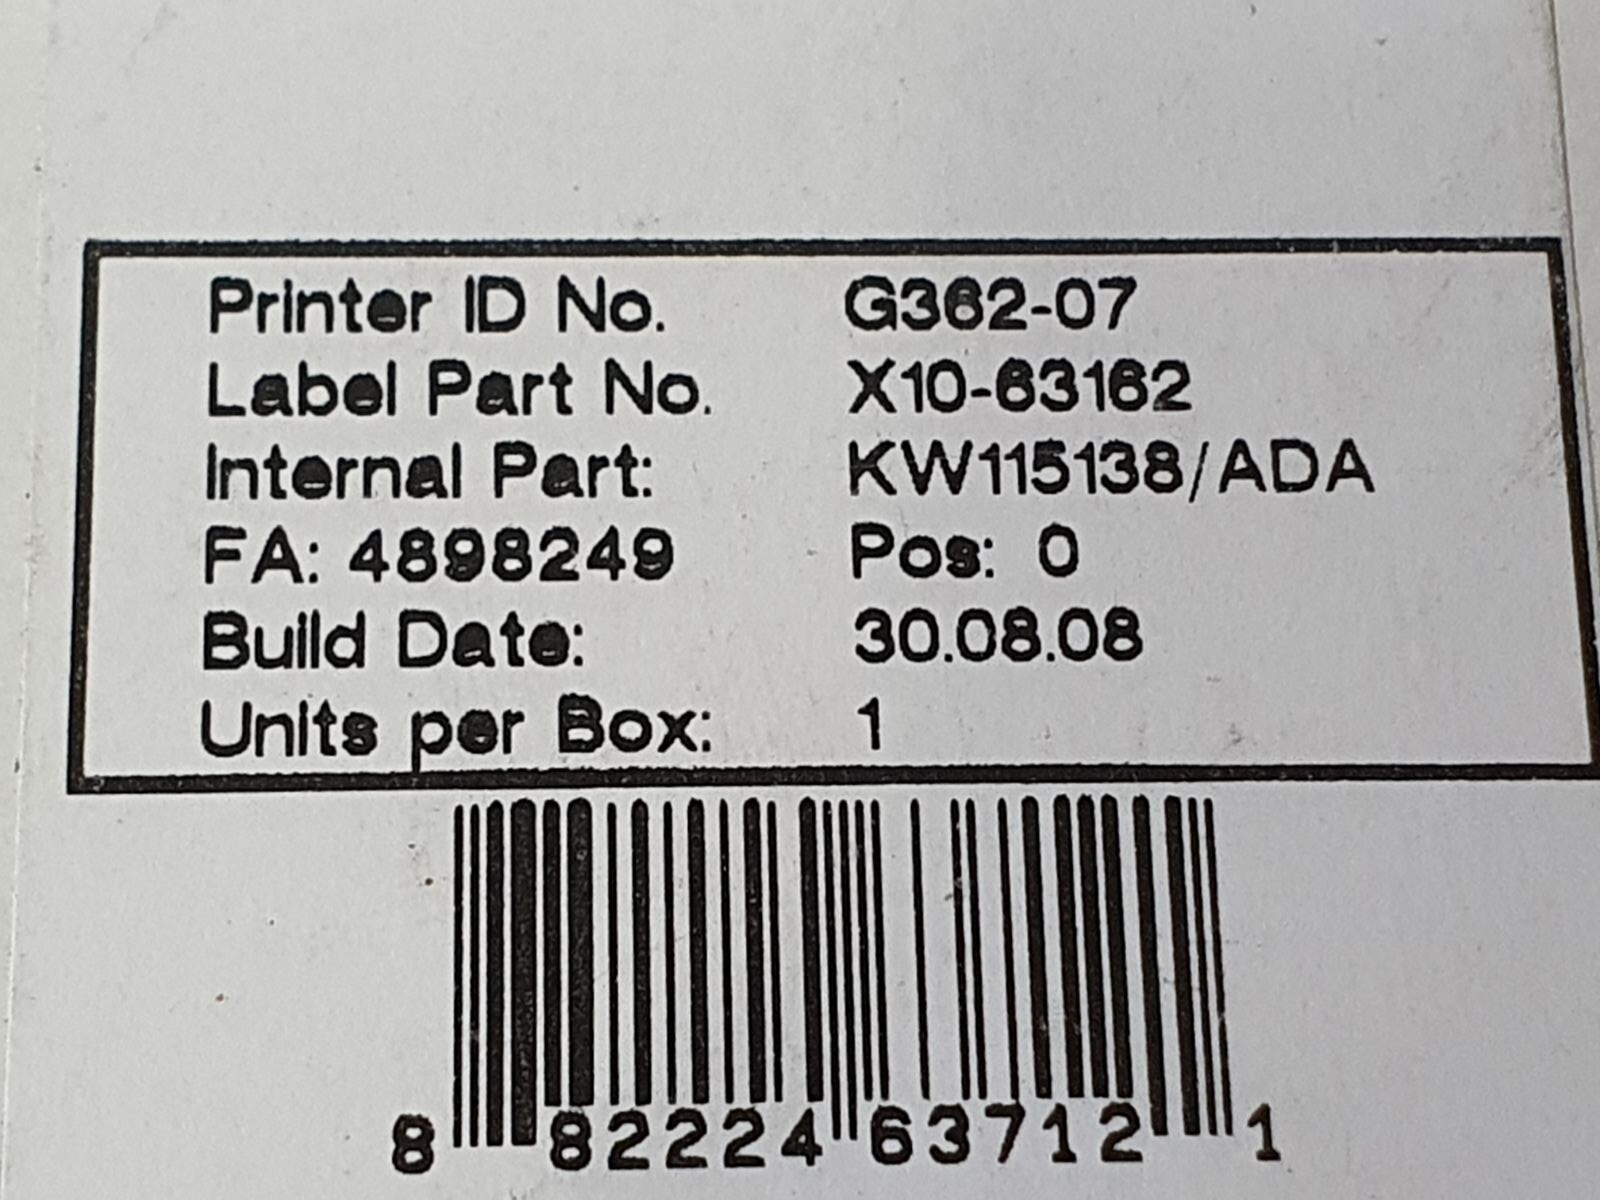 Printer ID No. G362-07
Label Part No. X10-63162
Internal Part: KW115138/ADA
FA: 4898249 Pos: 0
Build Date: 30.08.08
Units per Box: 1
8 82224 63712 1